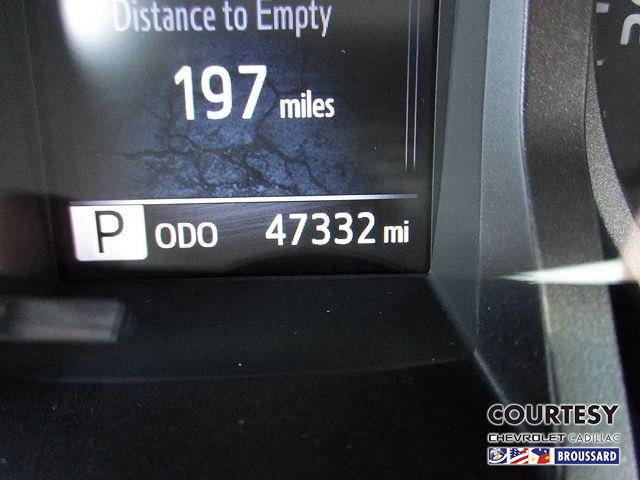 Distance to Empty
197 miles
P ODO 47332 mi
COURTESY
CHEVROLET CADILLAC
BROUSSARD